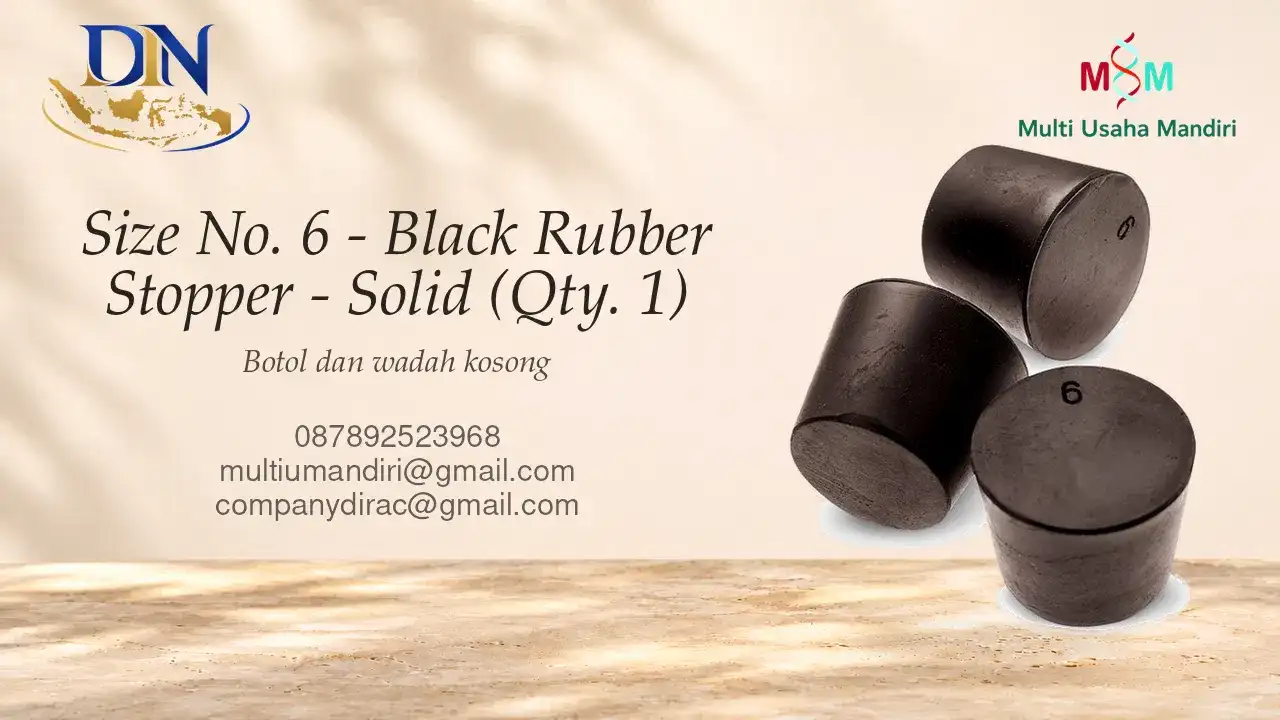 DIN
MSM
Multi Usaha Mandiri
Size No. 6 - Black Rubber
Stopper - Solid (Qty. 1)
Botol dan wadah kosong
087892523968
multiumandiri@gmail.com
companydirac@gmail.com
6
6